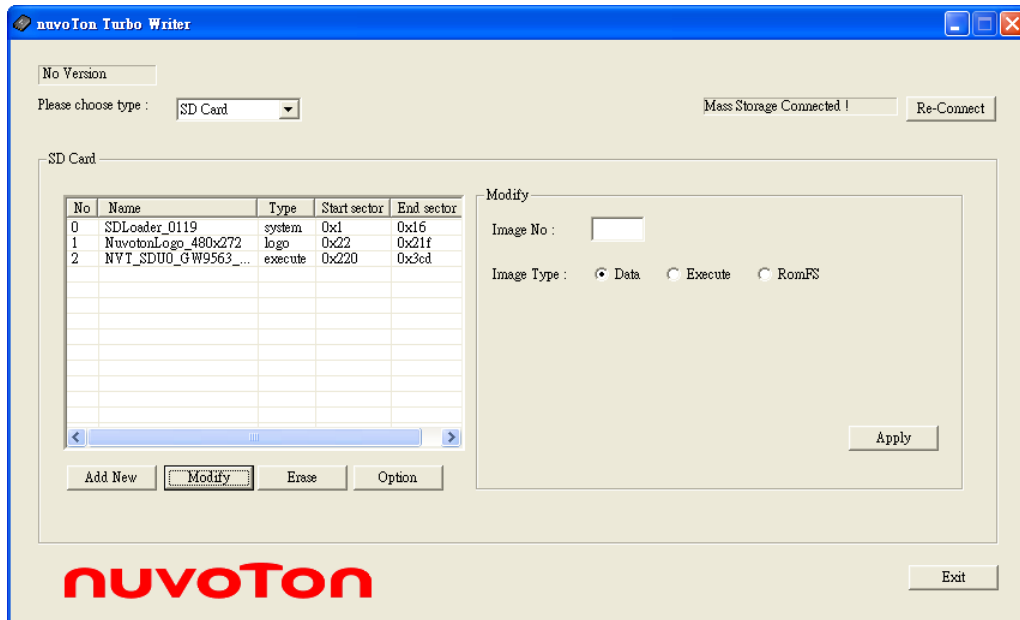 nuvoTon Turbo Writer
No Version
Please choose type : SD Card Mass Storage Connected ! Re-Connect
SD Card
No Name Type Start sector End sector
0 SDLoader_0119 system 0x1 0x16
1 NuvotonLogo_480x272 logo 0x22 0x21f
2 NVT_SDU0_GW9563_... execute 0x220 0x3cd
Modify
Image No :
Image Type : Data Execute RomFS
Apply
Add New Modify Erase Option
nuvoTon
Exit